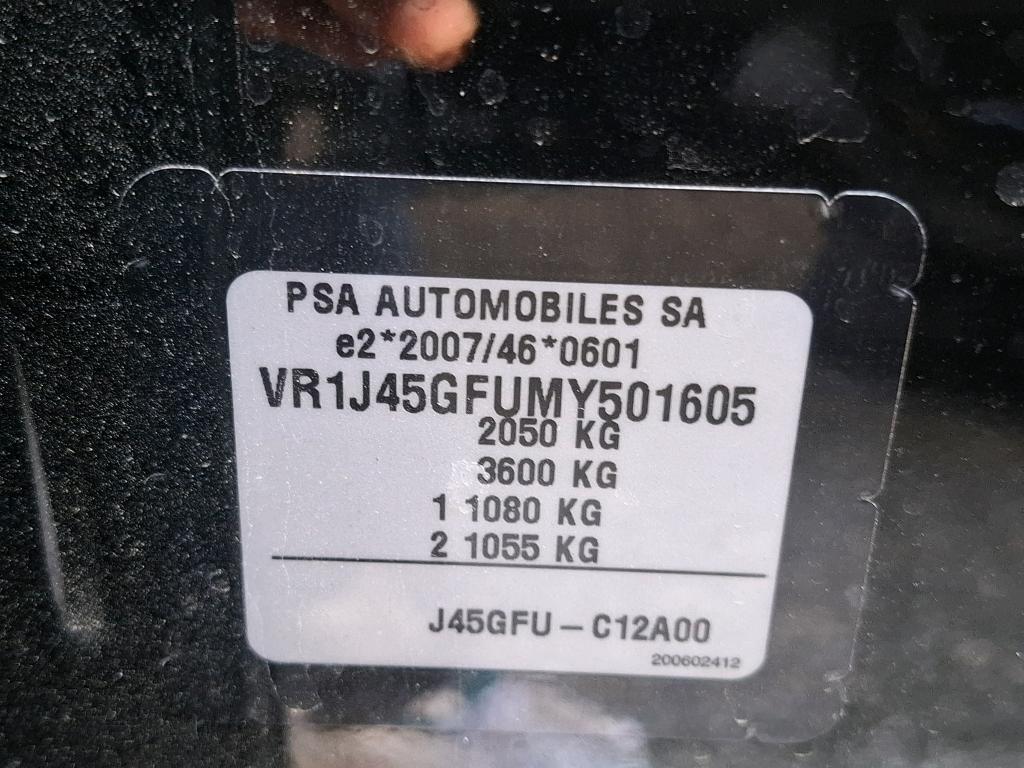 PSA AUTOMOBILES SA
e2*2007/46*0601
VR1J45GFUMY501605
2050 KG
3600 KG
1 1080 KG
2 1055 KG
J45GFU - C12A00
200602412